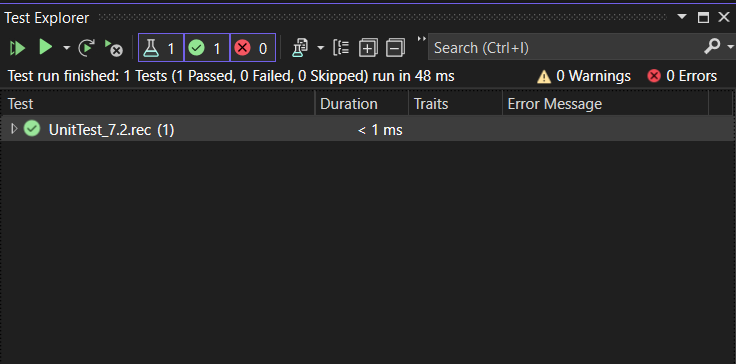 Test Explorer
1 1 0 Search (Ctrl+I)
Test run finished: 1 Tests (1 Passed, 0 Failed, 0 Skipped) run in 48 ms 0 Warnings 0 Errors
Test Duration Traits Error Message
UnitTest_7.2.rec (1) < 1 ms